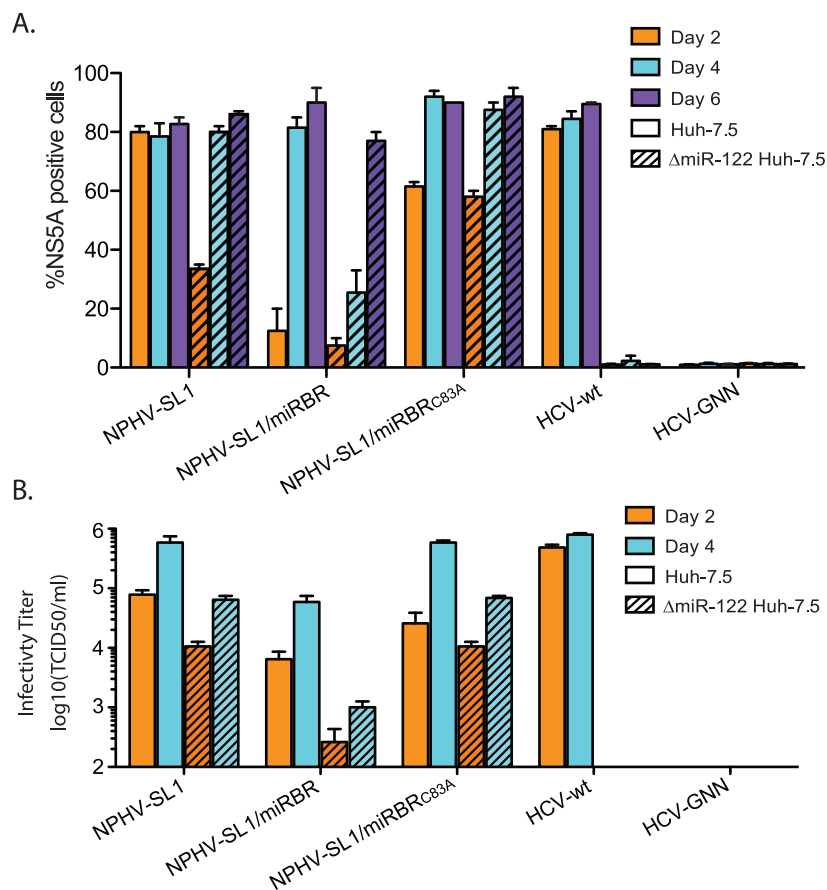 A.
%NS5A positive cells
100
80
60
40
20
0
Day 2
Day 4
Day 6
Huh-7.5
ΔmiR-122 Huh-7.5
NPHV-SL1
NPHV-SL1/miRBR
NPHV-SL1/miRBRC83A
HCV-wt
HCV-GNN
B.
Infectivty Titer
log10(TCID50/ml)
6
5
4
3
2
Day 2
Day 4
Huh-7.5
ΔmiR-122 Huh-7.5
NPHV-SL1
NPHV-SL1/miRBR
NPHV-SL1/miRBRC83A
HCV-wt
HCV-GNN